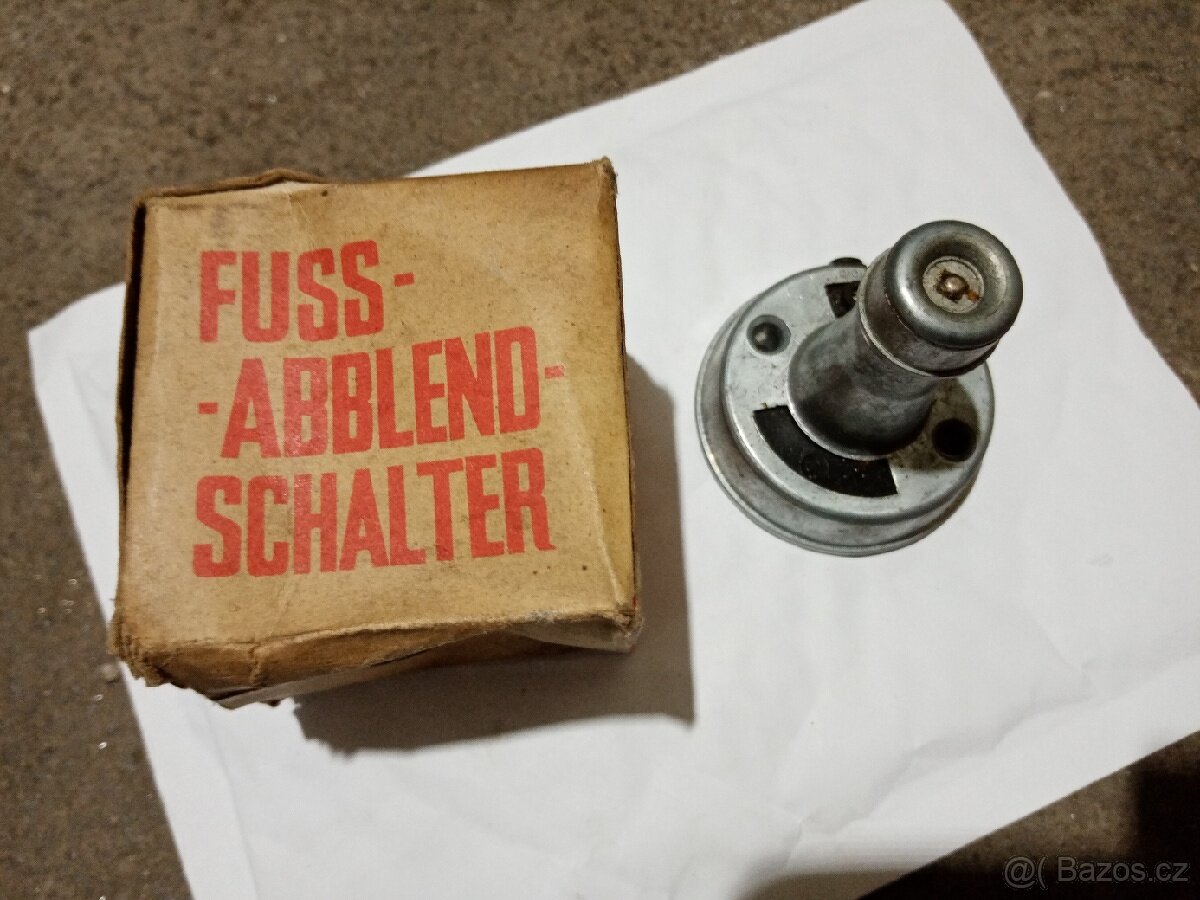 FUSS-
-ABBLEND-
SCHALTER
@( Bazos.cz